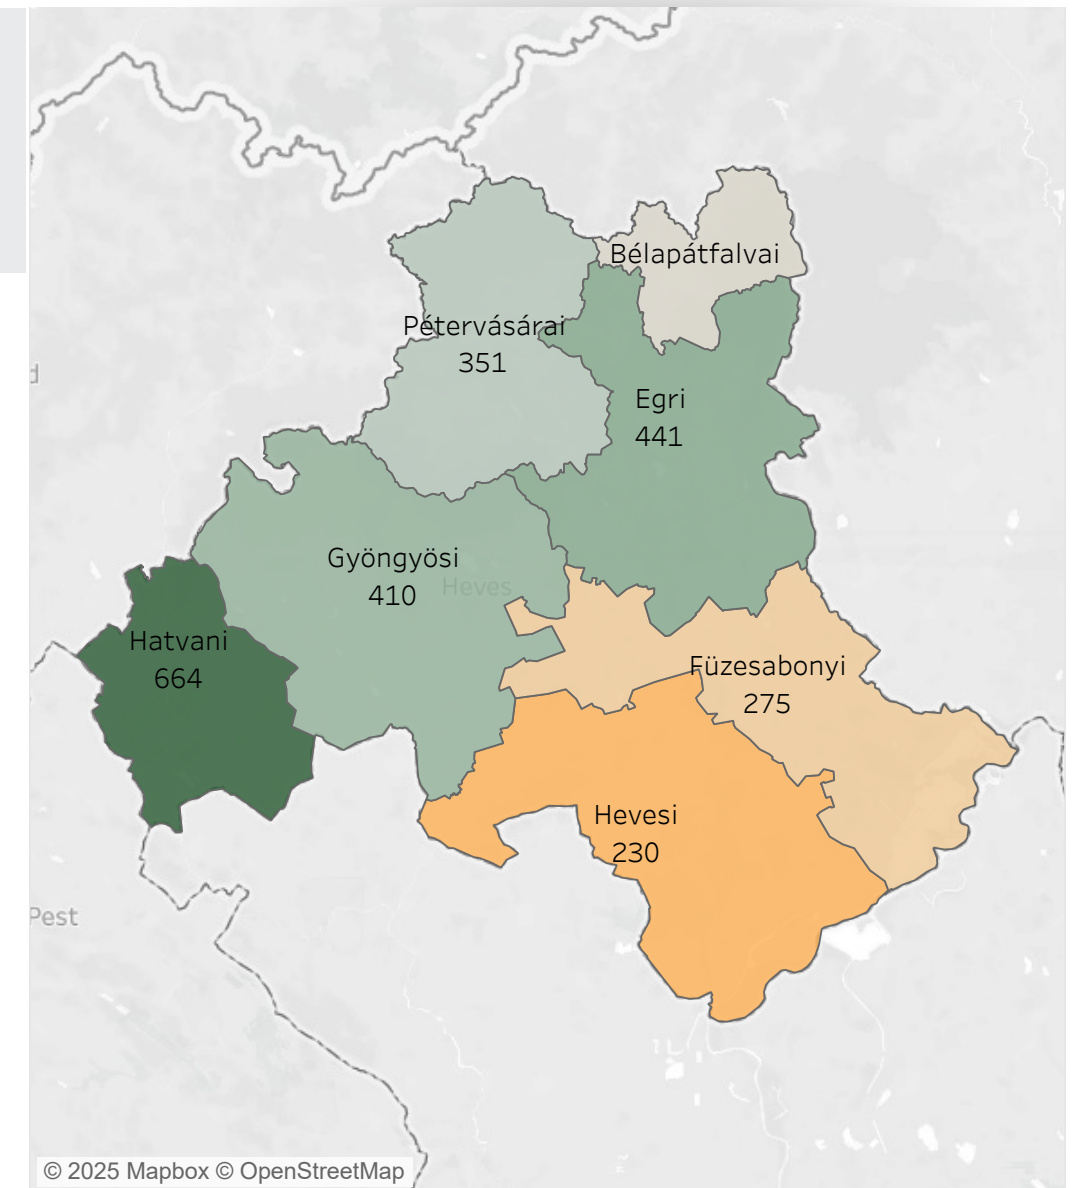 Bélapátfalvai
Pétervásárai
351
d
Egri
441
Gyöngyösi
410
Heves
Hatvani
664
Füzesabonyi
275
Hevesi
230
Pest
© 2025 Mapbox © OpenStreetMap